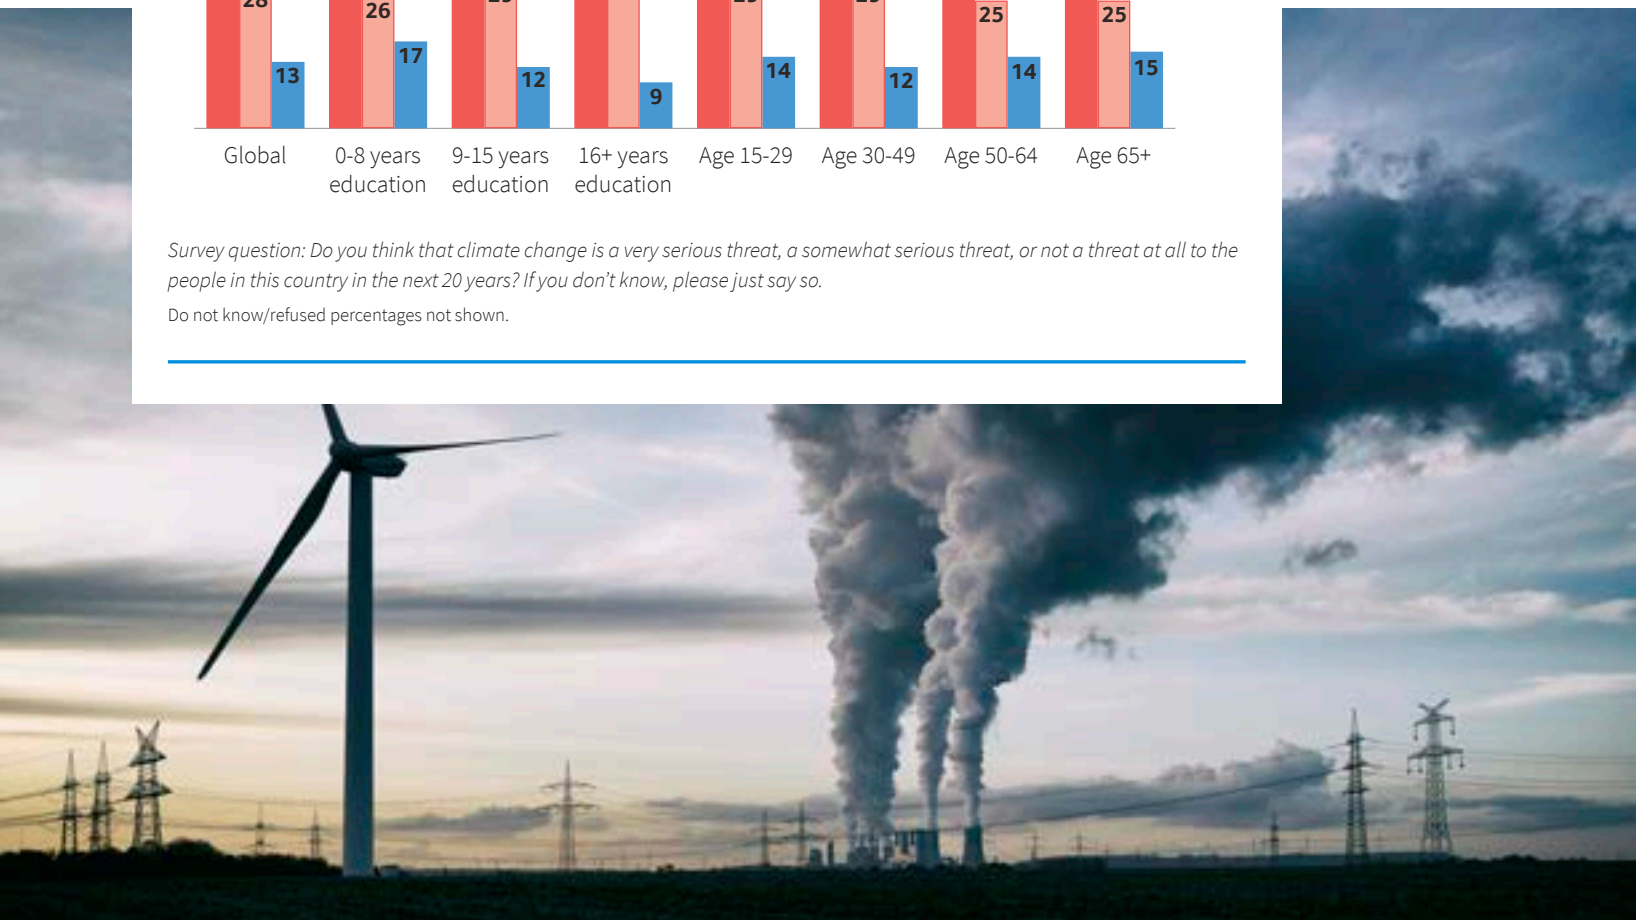 28 26 25 25
13 17 12 9 14 12 14 15
Global 0-8 years 9-15 years 16+ years Age 15-29 Age 30-49 Age 50-64 Age 65+
education education education
Survey question: Do you think that climate change is a very serious threat, a somewhat serious threat, or not a threat at all to the
people in this country in the next 20 years? If you don’t know, please just say so.
Do not know/refused percentages not shown.